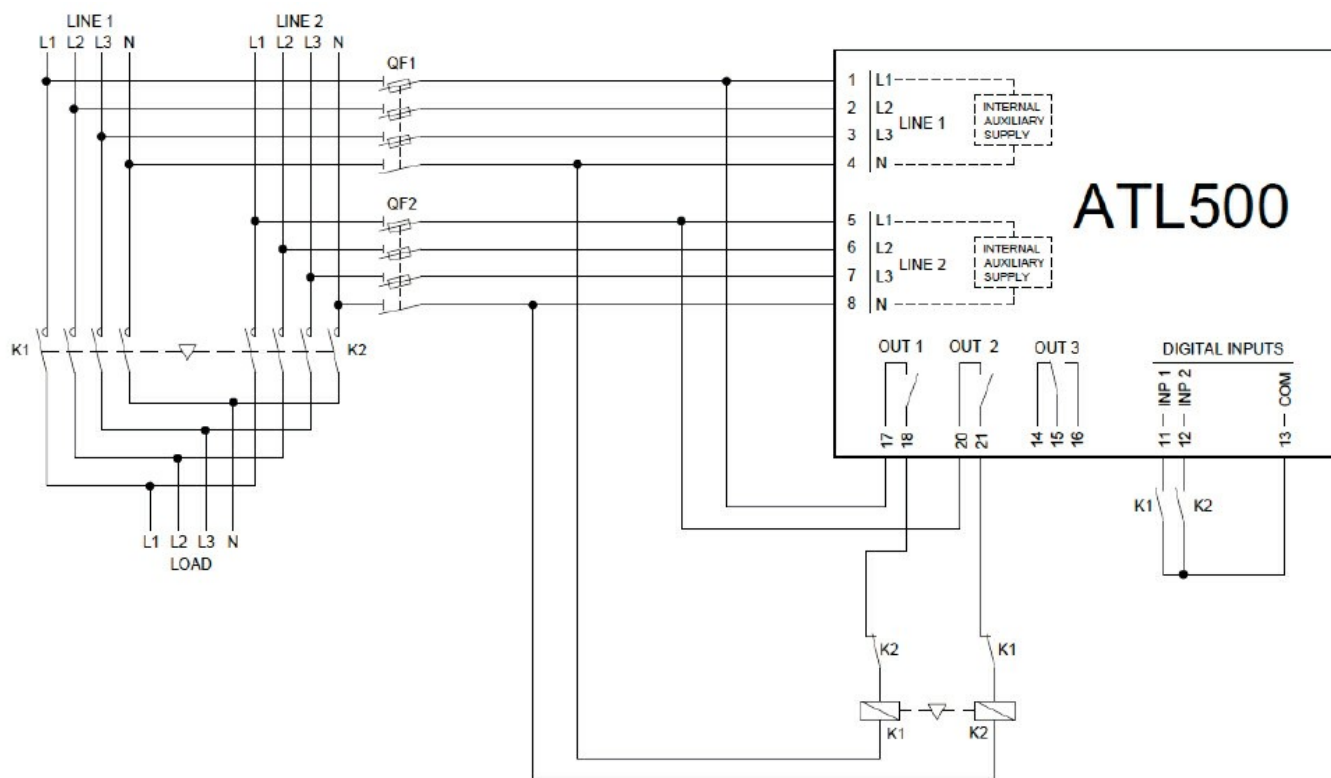 LINE 1 LINE 2
L1 L2 L3 N L1 L2 L3 N
QF1
1 L1
2 L2
3 L3
4 N
LINE 1
INTERNAL
AUXILIARY
SUPPLY
ATL500
QF2
5 L1
6 L2
7 L3
8 N
LINE 2
INTERNAL
AUXILIARY
SUPPLY
K1 K2
OUT 1 OUT 2 OUT 3 DIGITAL INPUTS
INP 1 INP 2 COM
17 18 20 21 14 15 16 11 12 13
K1 K2
L1 L2 L3 N
LOAD
K2 K1
K1 K2